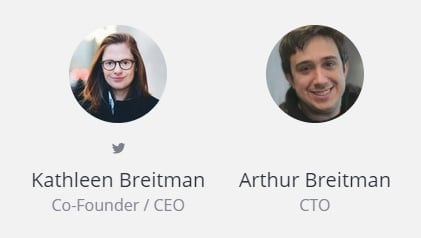 Kathleen Breitman
Co-Founder / CEO
Arthur Breitman
CTO